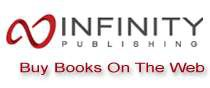 INFINITY
PUBLISHING
Buy Books On The Web